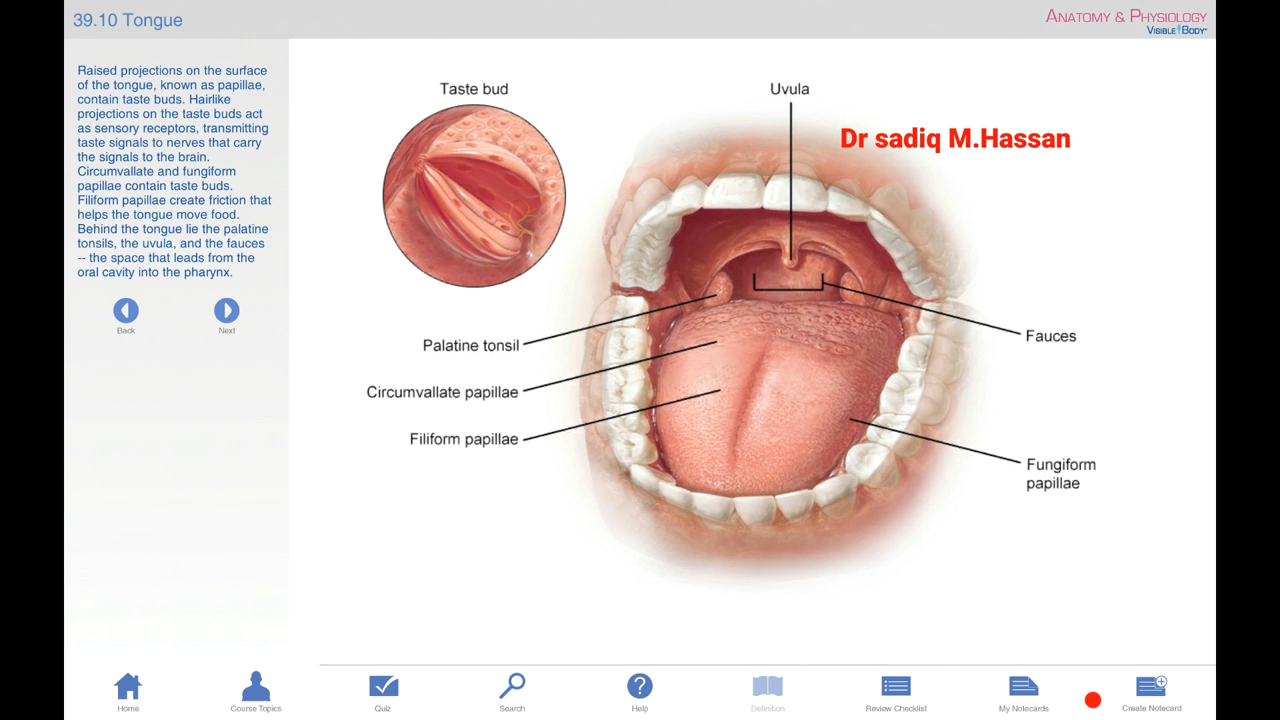 39.10 Tongue
ANATOMY & PHYSIOLOGY
VISIBLE BODY
Raised projections on the surface
of the tongue, known as papillae,
contain taste buds. Hairlike
projections on the taste buds act
as sensory receptors, transmitting
taste signals to nerves that carry
the signals to the brain.
Circumvallate and fungiform
papillae contain taste buds.
Filiform papillae create friction that
helps the tongue move food.
Behind the tongue lie the palatine
tonsils, the uvula, and the fauces
-- the space that leads from the
oral cavity into the pharynx.
Back
Next
Taste bud
Uvula
Dr sadiq M.Hassan
Palatine tonsil
Fauces
Circumvallate papillae
Filiform papillae
Fungiform
papillae
Home
Course Topics
Quiz
Search
Help
Definition
Review Checklist
My Notecards
Create Notecard